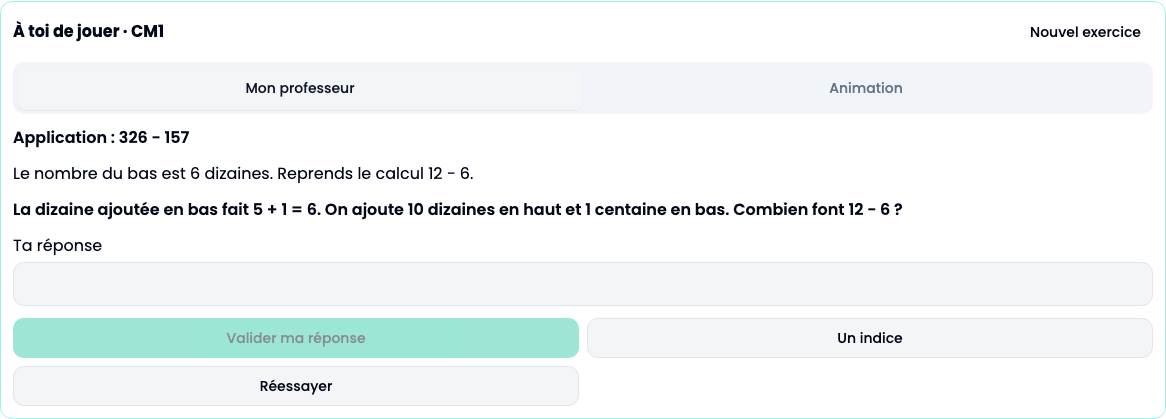 À toi de jouer · CM1
Nouvel exercice
Mon professeur
Animation
Application : 326 - 157
Le nombre du bas est 6 dizaines. Reprends le calcul 12 - 6.
La dizaine ajoutée en bas fait 5 + 1 = 6. On ajoute 10 dizaines en haut et 1 centaine en bas. Combien font 12 - 6 ?
Ta réponse
Valider ma réponse
Un indice
Réessayer